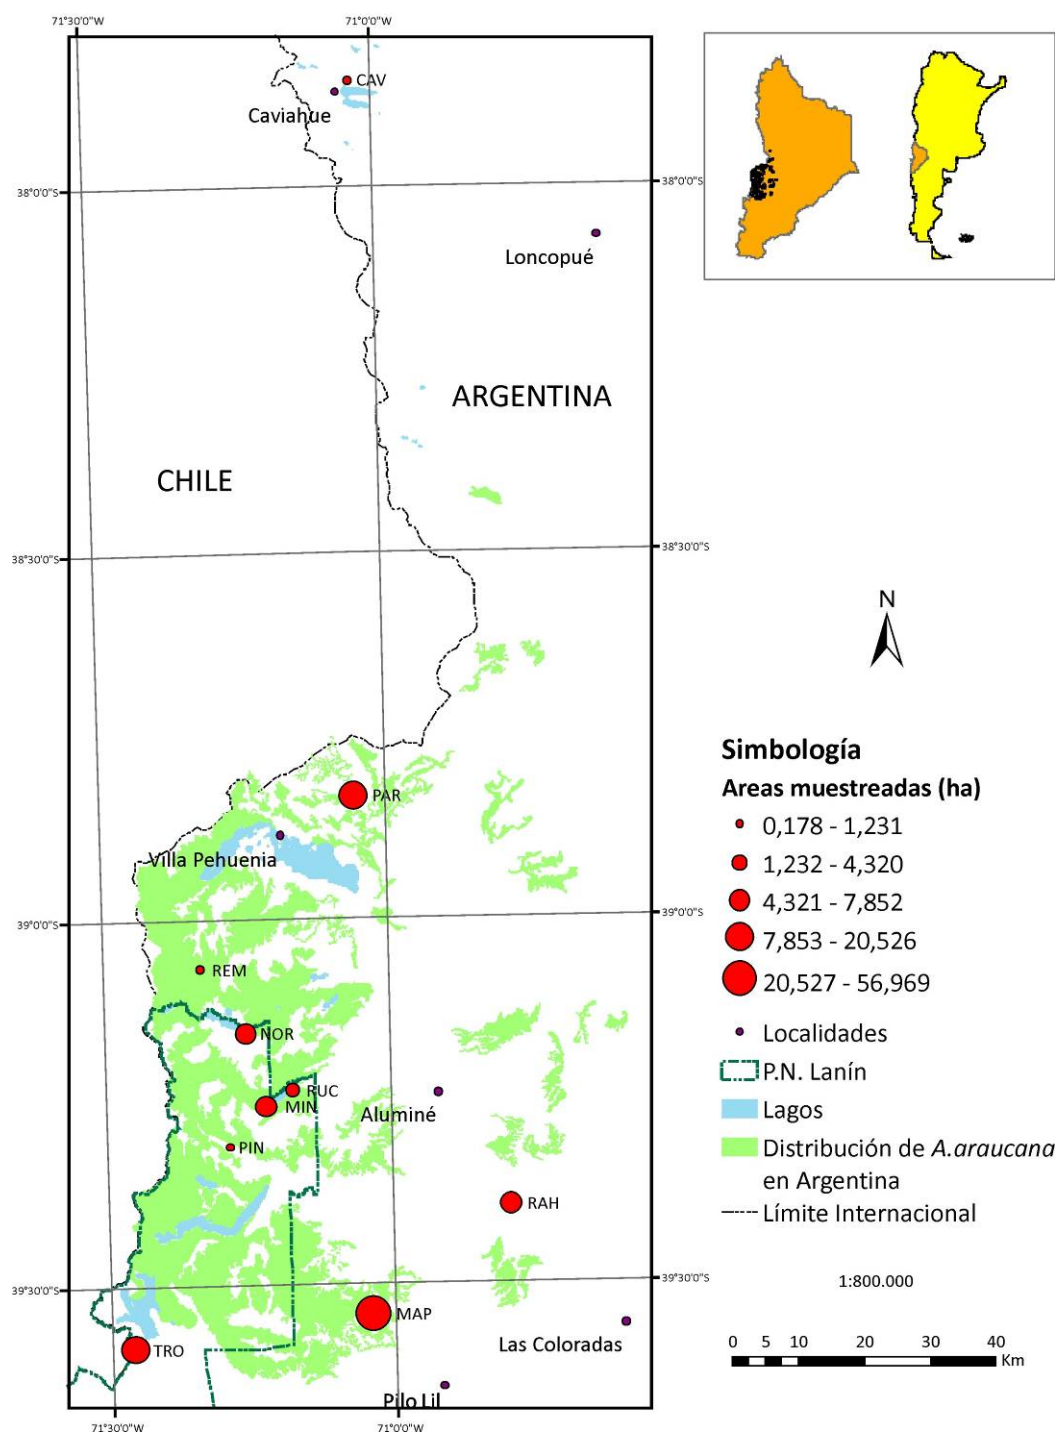 71°30'0"W
71°0'0"W
CAV
Caviahue
38°0'0"S
38°0'0"S
Loncopué
ARGENTINA
CHILE
38°30'0"S
38°30'0"S
N
PAR
Villa Pehuenia
39°0'0"S
39°0'0"S
REM
NOR
RUC
MIN
Aluminé
PIN
RAH
39°30'0"S
39°30'0"S
MAP
Las Coloradas
TRO
Pilo Lil
71°30'0"W
71°0'0"W
Simbología
Areas muestreadas (ha)
0,178 - 1,231
1,232 - 4,320
4,321 - 7,852
7,853 - 20,526
20,527 - 56,969
Localidades
P.N. Lanín
Lagos
Distribución de A.araucana
en Argentina
Límite Internacional
1:800.000
0 5 10 20 30 40
Km